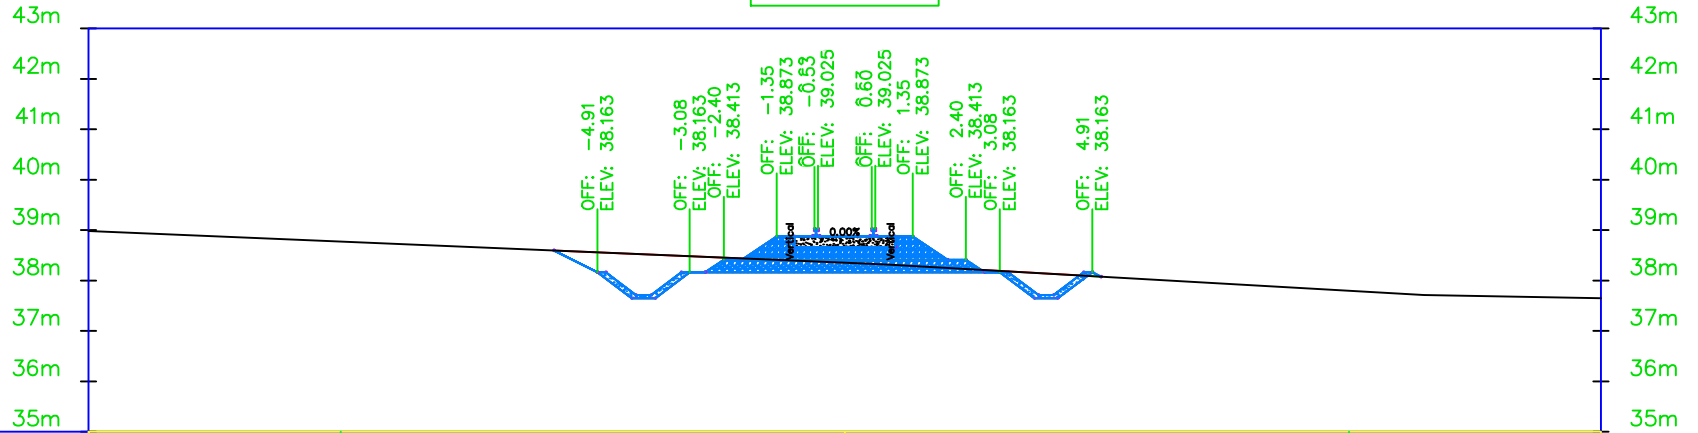 43m
43m
42m
42m
41m
41m
40m
40m
39m
39m
38m
38m
37m
37m
36m
36m
35m
35m
OFF: -4.91
ELEV: 38.163
OFF: -3.08
ELEV: 38.163
OFF: -2.40
ELEV: 38.413
OFF: -1.35
ELEV: 38.873
OFF: -0.53
ELEV: 39.025
OFF: 0.60
ELEV: 39.025
OFF: 1.35
ELEV: 38.873
OFF: 2.40
ELEV: 38.413
OFF: 3.08
ELEV: 38.163
OFF: 4.91
ELEV: 38.163
Vertical
0.00%
Vertical